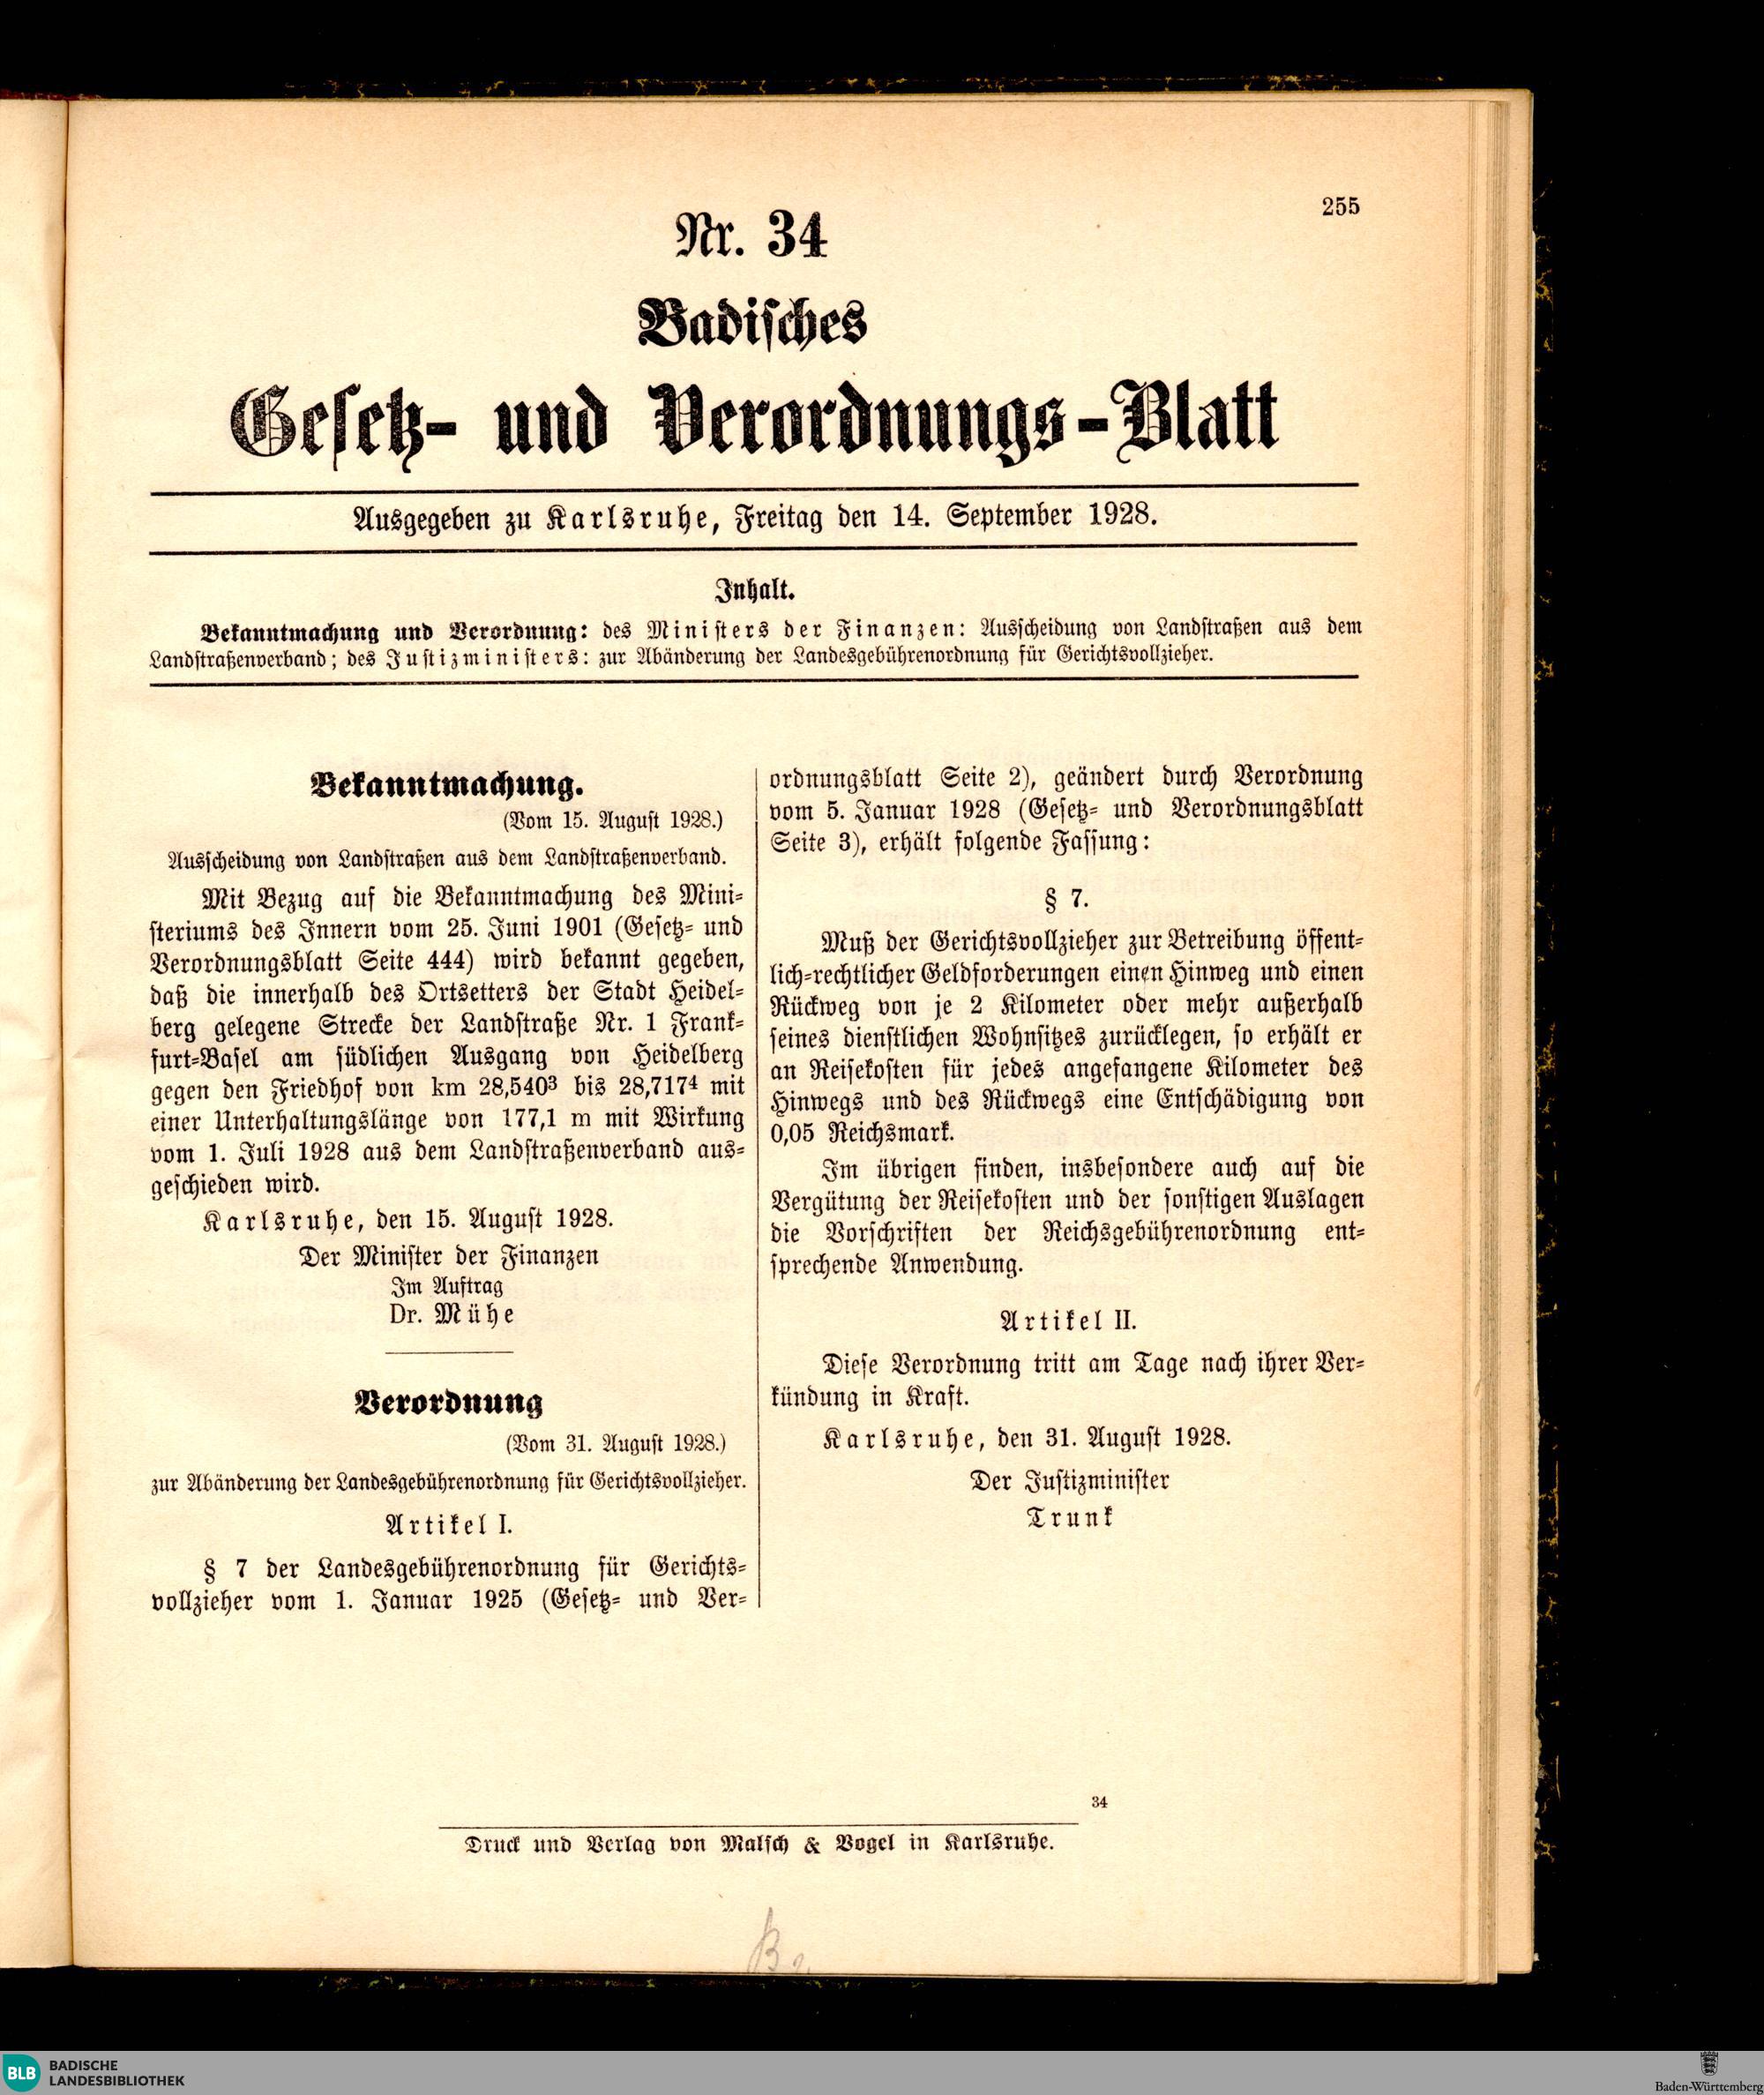 255
Nr. 34
Badisches
Gesetz- und Verordnungs-Blatt
Ausgegeben zu Karlsruhe, Freitag den 14. September 1928.
Inhalt.
Bekanntmachung und Verordnung: des Ministers der Finanzen: Ausscheidung von Landstraßen aus dem
Landstraßenverband; des Justizministers: zur Abänderung der Landesgebührenordnung für Gerichtsvollzieher.
Bekanntmachung.
(Vom 15. August 1928.)
Ausscheidung von Landstraßen aus dem Landstraßenverband.
Mit Bezug auf die Bekanntmachung des Mini-
steriums des Innern vom 25. Juni 1901 (Gesetz- und
Verordnungsblatt Seite 444) wird bekannt gegeben,
daß die innerhalb des Ortsetters der Stadt Heidel-
berg gelegene Strecke der Landstraße Nr. 1 Frank-
furt-Basel am südlichen Ausgang von Heidelberg
gegen den Friedhof von km 28,540³ bis 28,717⁴ mit
einer Unterhaltungslänge von 177,1 m mit Wirkung
vom 1. Juli 1928 aus dem Landstraßenverband aus-
geschieden wird.
Karlsruhe, den 15. August 1928.
Der Minister der Finanzen
Im Auftrag
Dr. Mühe
Verordnung
(Vom 31. August 1928.)
zur Abänderung der Landesgebührenordnung für Gerichtsvollzieher.
Artikel I.
§ 7 der Landesgebührenordnung für Gerichts-
vollzieher vom 1. Januar 1925 (Gesetz- und Ver-
ordnungsblatt Seite 2), geändert durch Verordnung
vom 5. Januar 1928 (Gesetz- und Verordnungsblatt
Seite 3), erhält folgende Fassung:
§ 7.
Muß der Gerichtsvollzieher zur Betreibung öffent-
lich-rechtlicher Geldforderungen einen Hinweg und einen
Rückweg von je 2 Kilometer oder mehr außerhalb
seines dienstlichen Wohnsitzes zurücklegen, so erhält er
an Reisekosten für jedes angefangene Kilometer des
Hinwegs und des Rückwegs eine Entschädigung von
0,05 Reichsmark.
Im übrigen finden, insbesondere auch auf die
Vergütung der Reisekosten und der sonstigen Auslagen
die Vorschriften der Reichsgebührenordnung ent-
sprechende Anwendung.
Artikel II.
Diese Verordnung tritt am Tage nach ihrer Ver-
kündung in Kraft.
Karlsruhe, den 31. August 1928.
Der Justizminister
Trunk
34
Druck und Verlag von Malsch & Vogel in Karlsruhe.
BLB
BADISCHE
LANDESBIBLIOTHEK
Baden-Württemberg